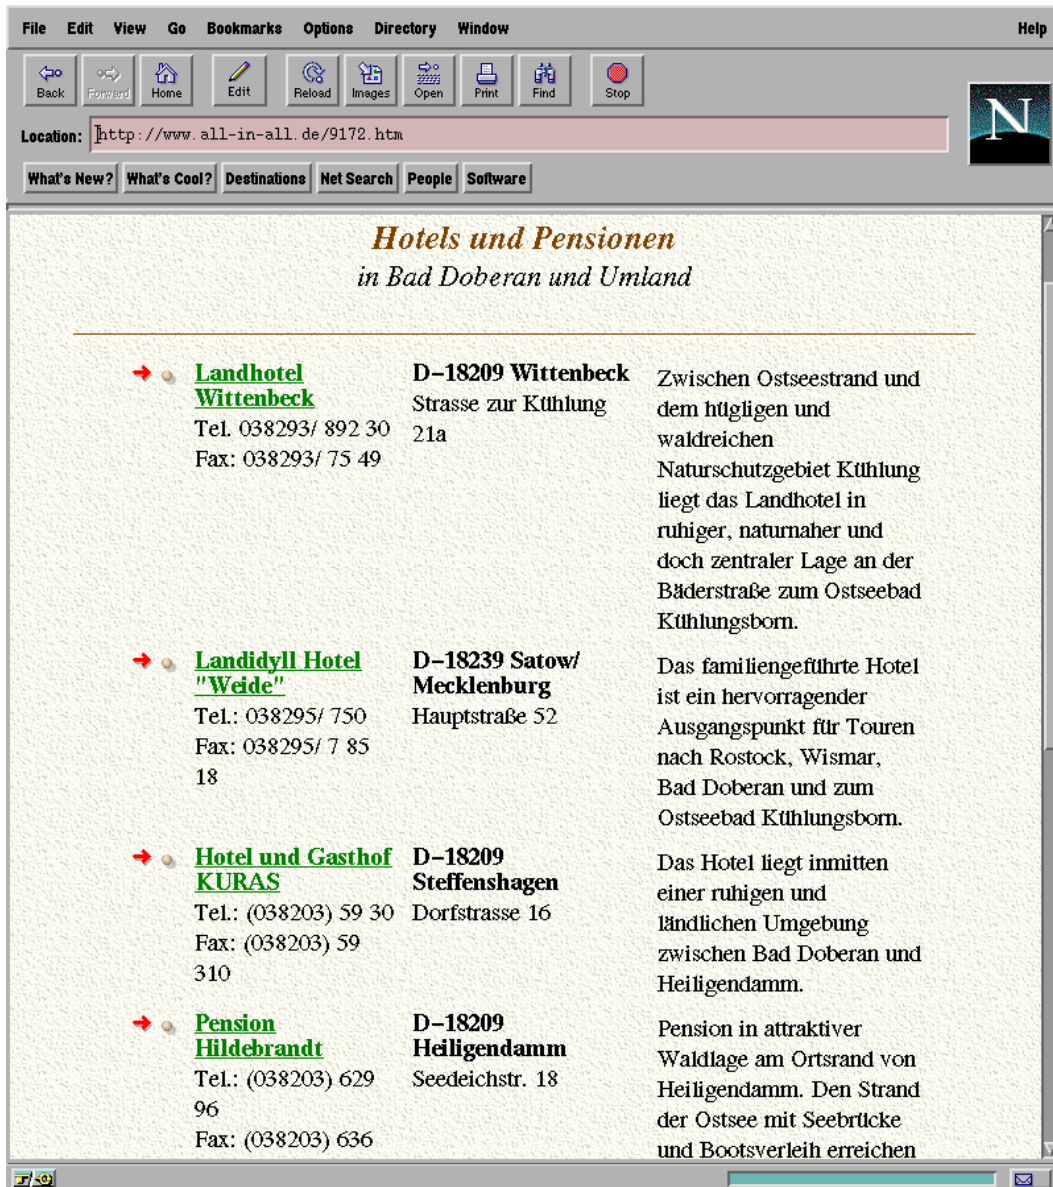 File Edit View Go Bookmarks Options Directory Window Help
Back Forward Home Edit Reload Images Open Print Find Stop
Location: http://www.all-in-all.de/9172.htm
N
What's New? What's Cool? Destinations Net Search People Software
Hotels und Pensionen
in Bad Doberan und Umland
Landhotel
Wittenbeck
Tel. 038293/ 892 30
Fax: 038293/ 75 49
D-18209 Wittenbeck
Strasse zur Kühlung
21a
Zwischen Ostseestrand und
dem hügligen und
waldreichen
Naturschutzgebiet Kühlung
liegt das Landhotel in
ruhiger, naturnaher und
doch zentraler Lage an der
Bäderstraße zum Ostseebad
Kühlungsborn.
Landidyll Hotel
"Weide"
Tel.: 038295/ 750
Fax: 038295/ 7 85
18
D-18239 Satow/
Mecklenburg
Hauptstraße 52
Das familiengeführte Hotel
ist ein hervorragender
Ausgangspunkt für Touren
nach Rostock, Wismar,
Bad Doberan und zum
Ostseebad Kühlungsborn.
Hotel und Gasthof
KURAS
Tel.: (038203) 59 30
Fax: (038203) 59
310
D-18209
Steffenshagen
Dorfstrasse 16
Das Hotel liegt inmitten
einer ruhigen und
ländlichen Umgebung
zwischen Bad Doberan und
Heiligendamm.
Pension
Hildebrandt
Tel.: (038203) 629
96
Fax: (038203) 636
D-18209
Heiligendamm
Seedeichstr. 18
Pension in attraktiver
Waldlage am Ortsrand von
Heiligendamm. Den Strand
der Ostsee mit Seebrücke
und Bootsverleih erreichen